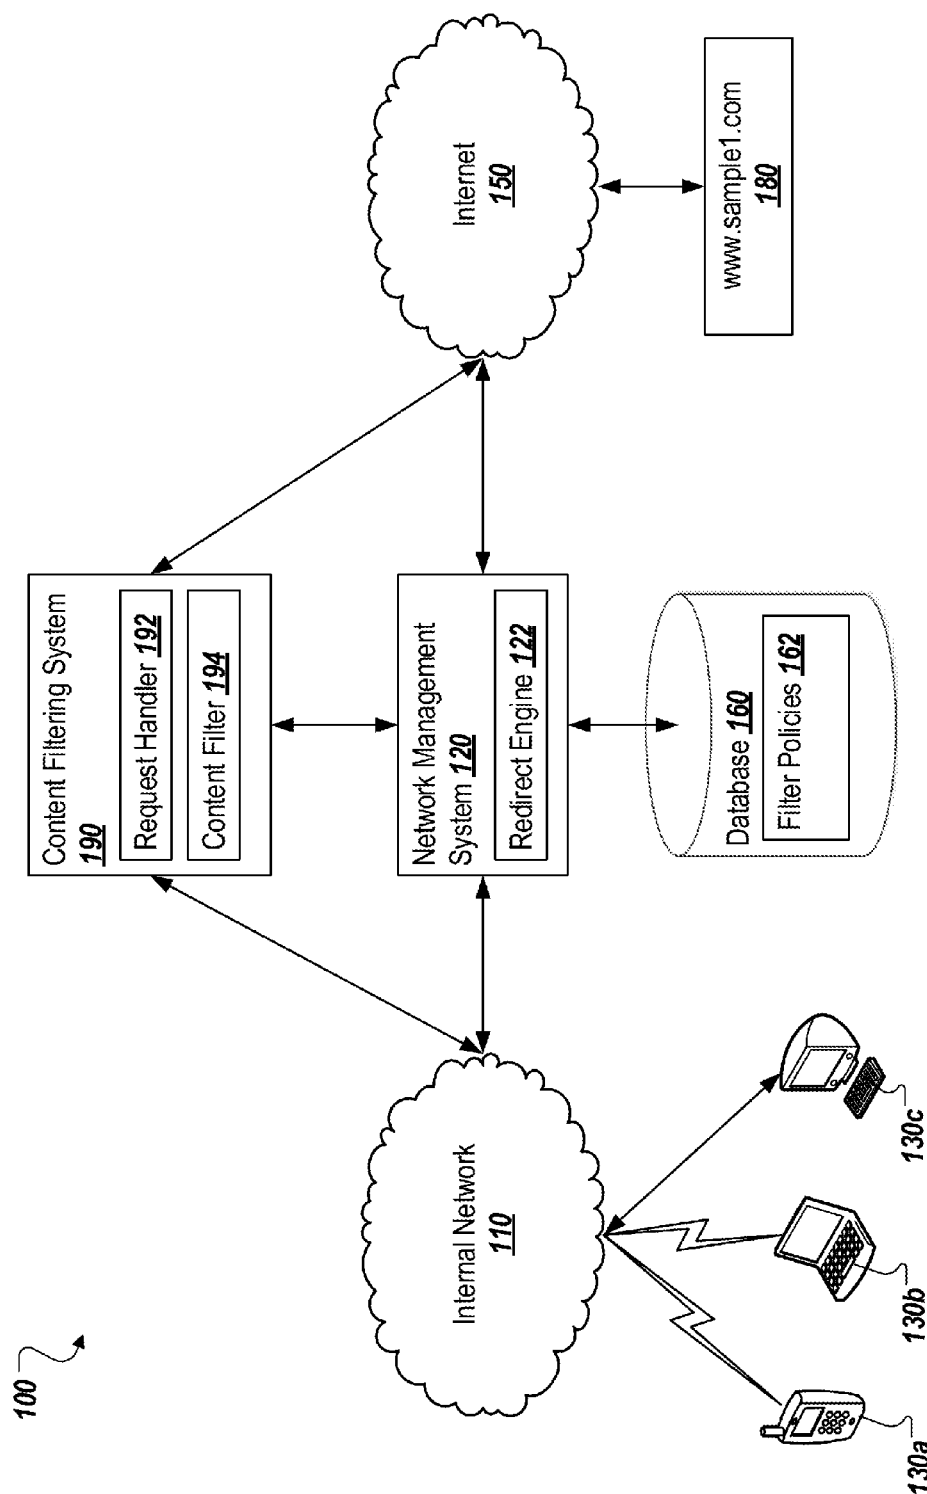 100
Content Filtering System
190
Request Handler 192
Content Filter 194
Internal Network
110
Network Management
System 120
Redirect Engine 122
Internet
150
Database 160
Filter Policies 162
www.sample1.com
180
130a
130b
130c